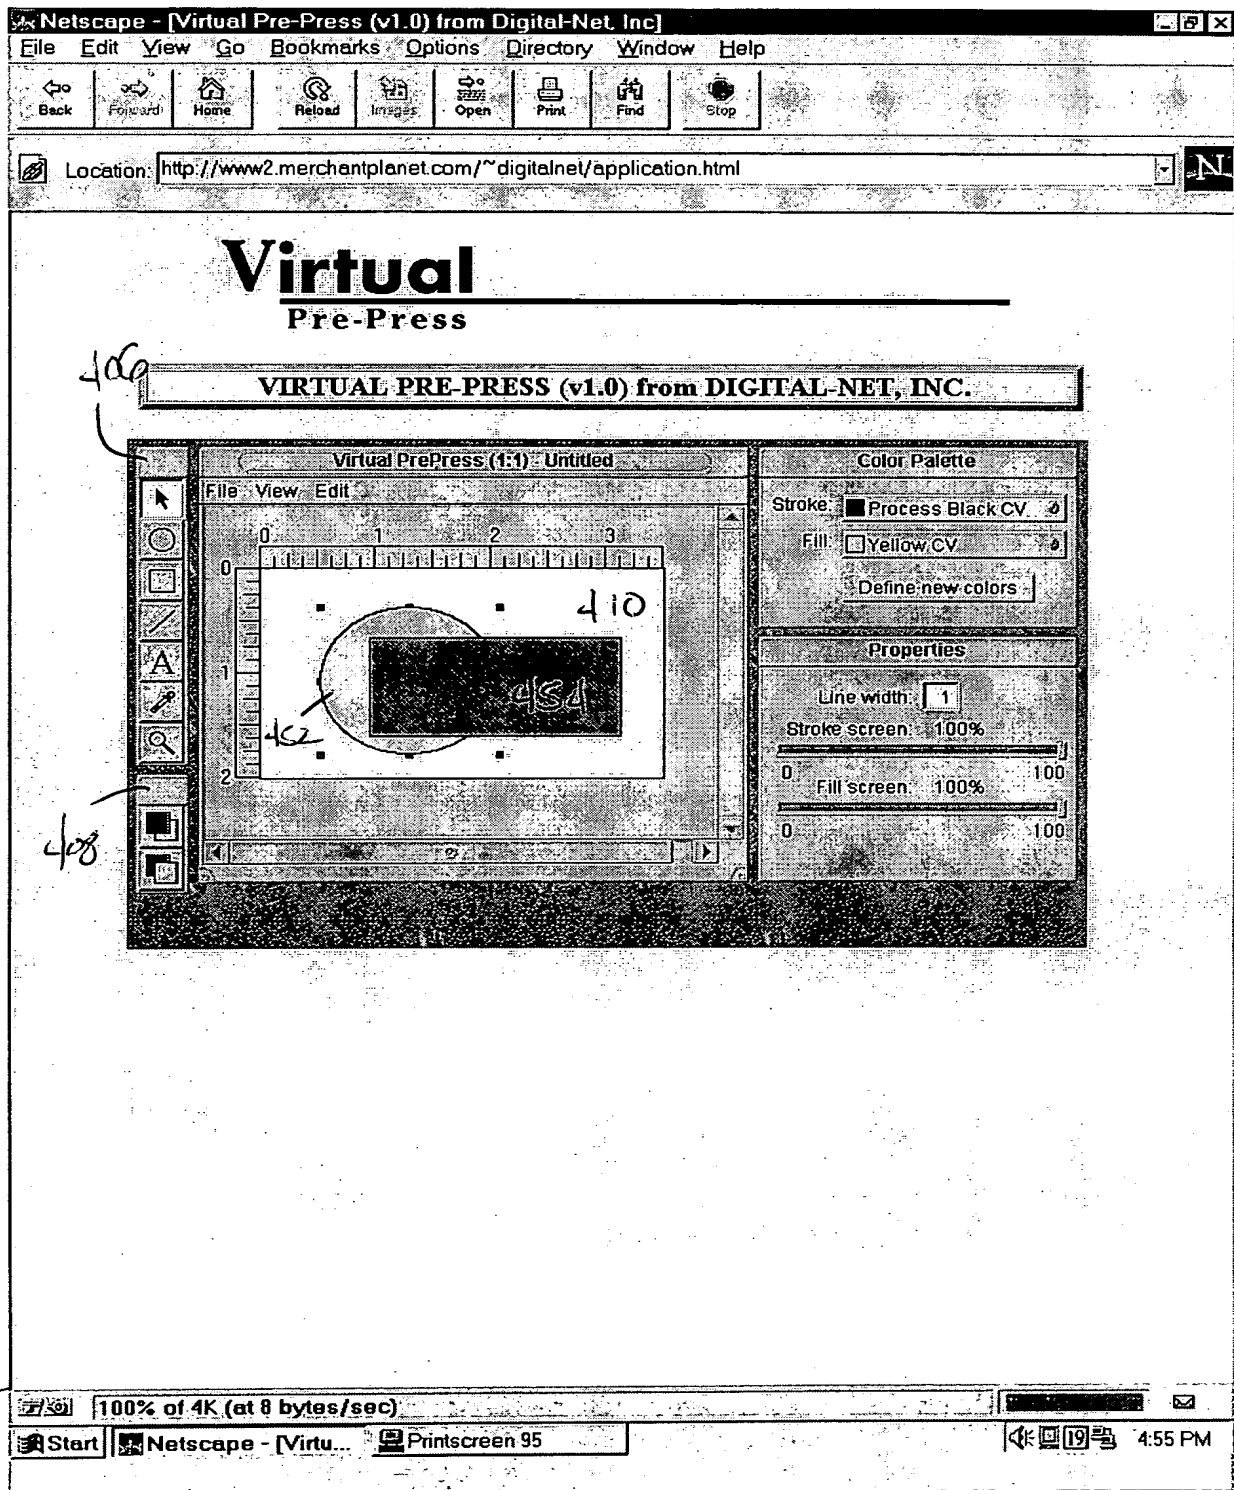 Netscape - [Virtual Pre-Press (v1.0) from Digital-Net, Inc]
File Edit View Go Bookmarks Options Directory Window Help
Back Forward Home Reload Images Open Print Find Stop
Location: http://www2.merchantplanet.com/~digitalnet/application.html
N
Virtual
Pre-Press
406
VIRTUAL PRE-PRESS (v1.0) from DIGITAL-NET, INC.
Virtual PrePress (1:1) - Untitled
Color Palette
File View Edit
Stroke: Process Black CV
Fill: Yellow CV
Define new colors
0 1 2 3
0
1
2
A
410
454
452
408
Properties
Line width: 1
Stroke screen: 100%
0 100
Fill screen: 100%
0 100
100% of 4K (at 8 bytes/sec)
Start Netscape - [Virtu... Printscreen 95 19 4:55 PM